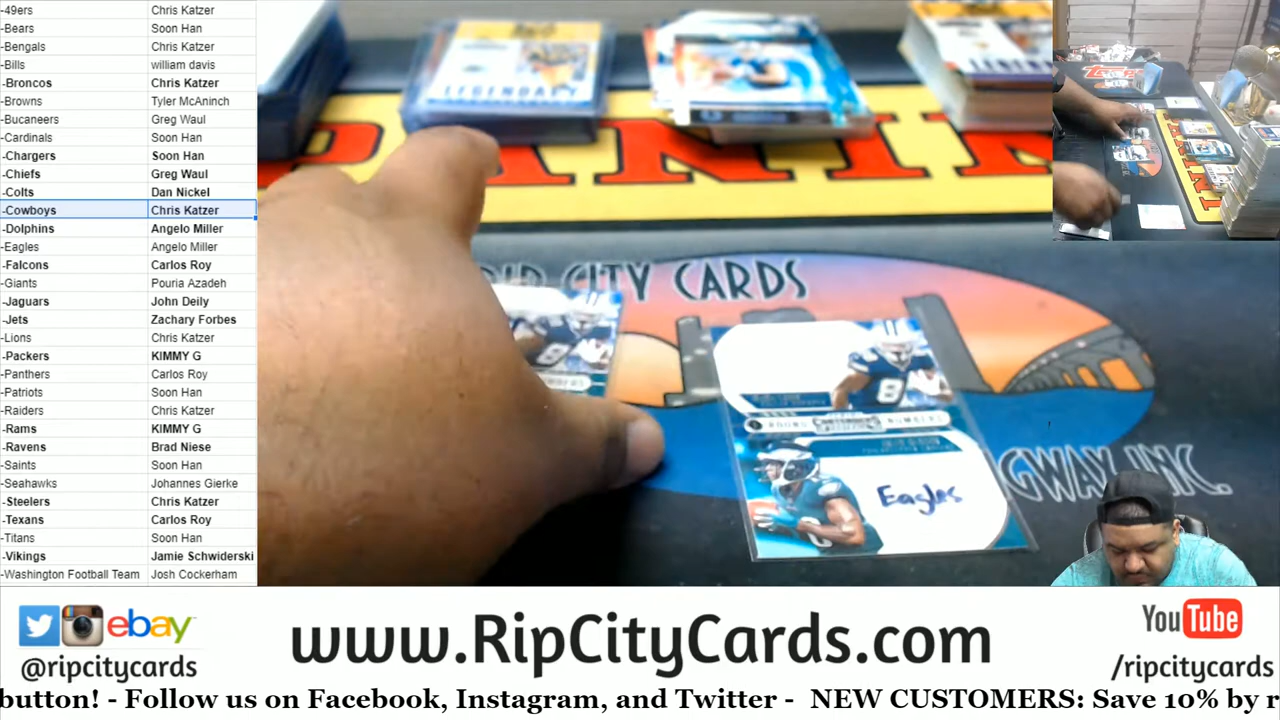 -49ers Chris Katzer
-Bears Soon Han
-Bengals Chris Katzer
-Bills william davis
-Broncos Chris Katzer
-Browns Tyler McAninch
-Bucaneers Greg Waul
-Cardinals Soon Han
-Chargers Soon Han
-Chiefs Greg Waul
-Colts Dan Nickel
-Cowboys Chris Katzer
-Dolphins Angelo Miller
-Eagles Angelo Miller
-Falcons Carlos Roy
-Giants Pouria Azadeh
-Jaguars John Deily
-Jets Zachary Forbes
-Lions Chris Katzer
-Packers KIMMY G
-Panthers Carlos Roy
-Patriots Soon Han
-Raiders Chris Katzer
-Rams KIMMY G
-Ravens Brad Niese
-Saints Soon Han
-Seahawks Johannes Gierke
-Steelers Chris Katzer
-Texans Carlos Roy
-Titans Soon Han
-Vikings Jamie Schwiderski
-Washington Football Team Josh Cockerham
LEGENDARY
PANINI
RIP CITY CARDS
8
ROUND NUMBERS
Eagles
INC.
ebay
@ripcitycards
www.RipCityCards.com
YouTube
/ripcitycards
button! - Follow us on Facebook, Instagram, and Twitter - NEW CUSTOMERS: Save 10% by r